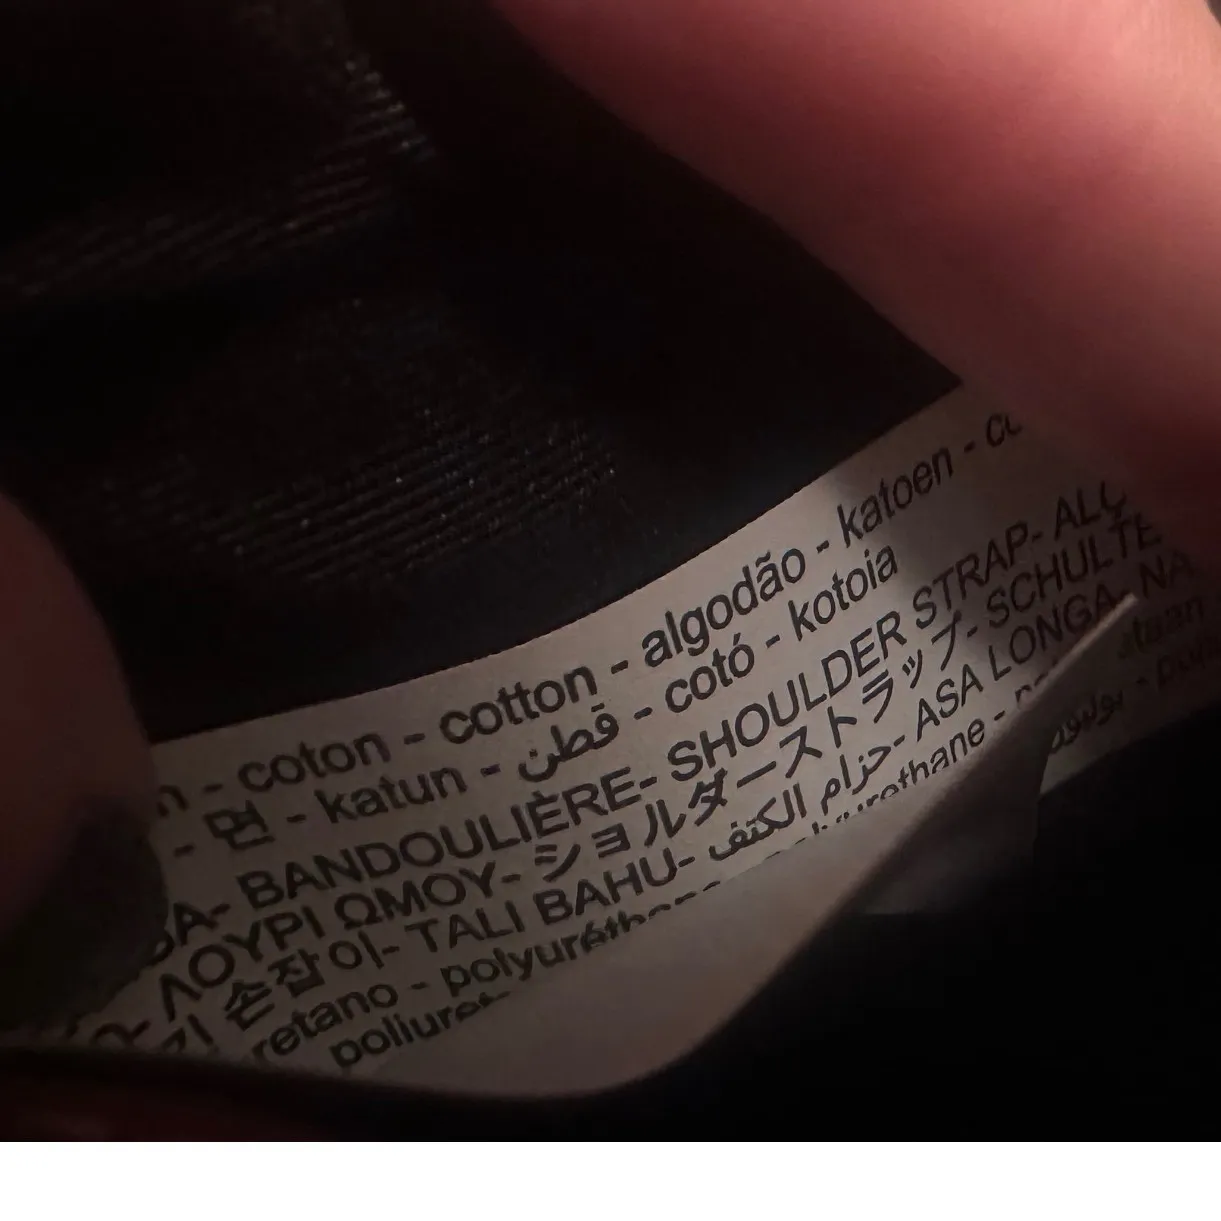 - coton - cotton - algodão - katoen -
- 면 - katun - قطن - cotó - kotoia
- BANDOULIÈRE- SHOULDER STRAP-
ΛΟΥΡΙ ΩΜΟΥ- ショルダーストラップ- SCHULTE
손잡이- TALI BAHU- حزام الكتف- ASA LONGA- NA
retano - polyuréthane - polyurethane -
poliuret